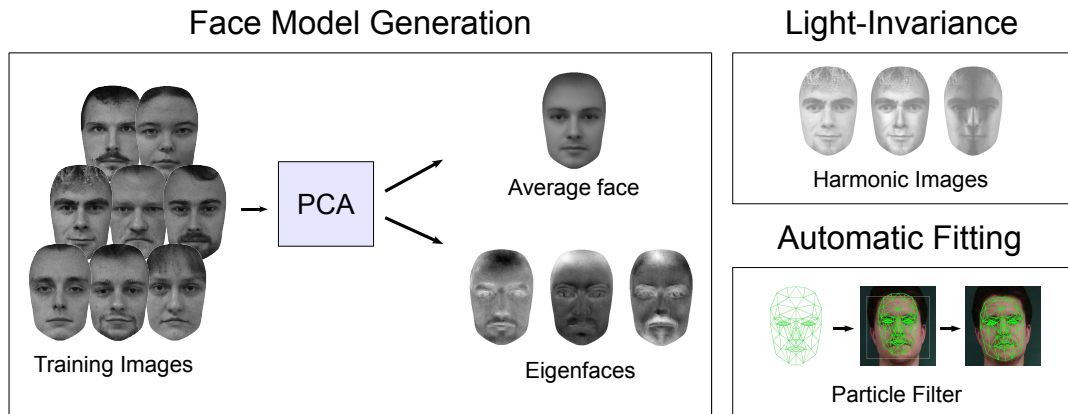 Face Model Generation
Training Images
PCA
Average face
Eigenfaces
Light-Invariance
Harmonic Images
Automatic Fitting
Particle Filter